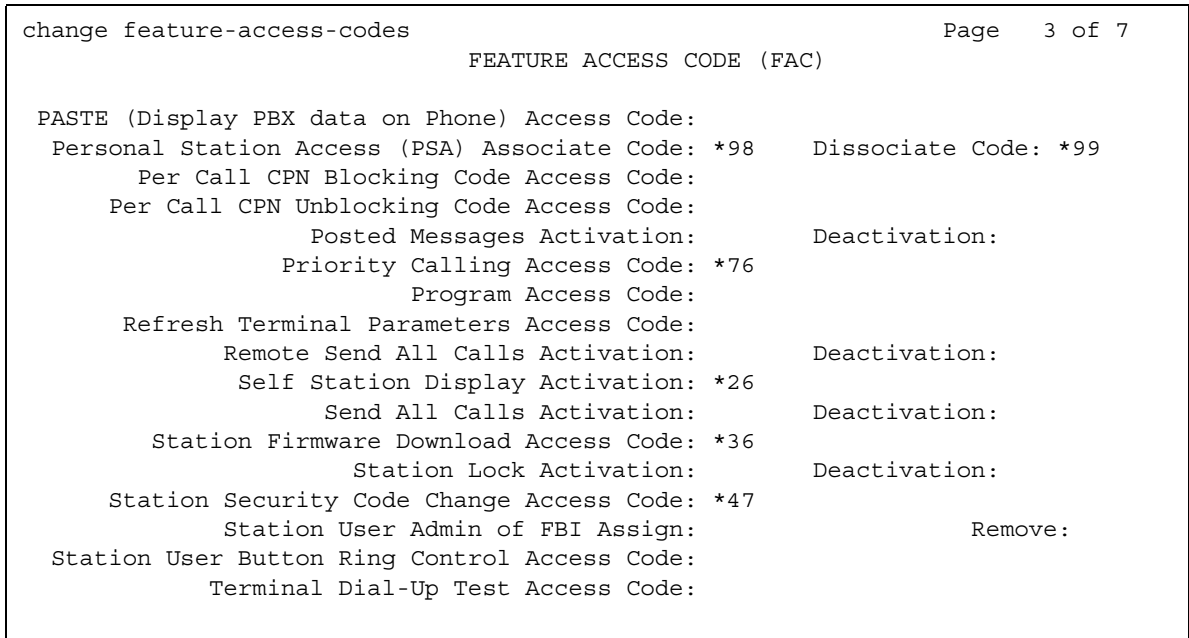 change feature-access-codes Page 3 of 7
FEATURE ACCESS CODE (FAC)
PASTE (Display PBX data on Phone) Access Code:
Personal Station Access (PSA) Associate Code: *98 Dissociate Code: *99
Per Call CPN Blocking Code Access Code:
Per Call CPN Unblocking Code Access Code:
Posted Messages Activation: Deactivation:
Priority Calling Access Code: *76
Program Access Code:
Refresh Terminal Parameters Access Code:
Remote Send All Calls Activation: Deactivation:
Self Station Display Activation: *26
Send All Calls Activation: Deactivation:
Station Firmware Download Access Code: *36
Station Lock Activation: Deactivation:
Station Security Code Change Access Code: *47
Station User Admin of FBI Assign: Remove:
Station User Button Ring Control Access Code:
Terminal Dial-Up Test Access Code: